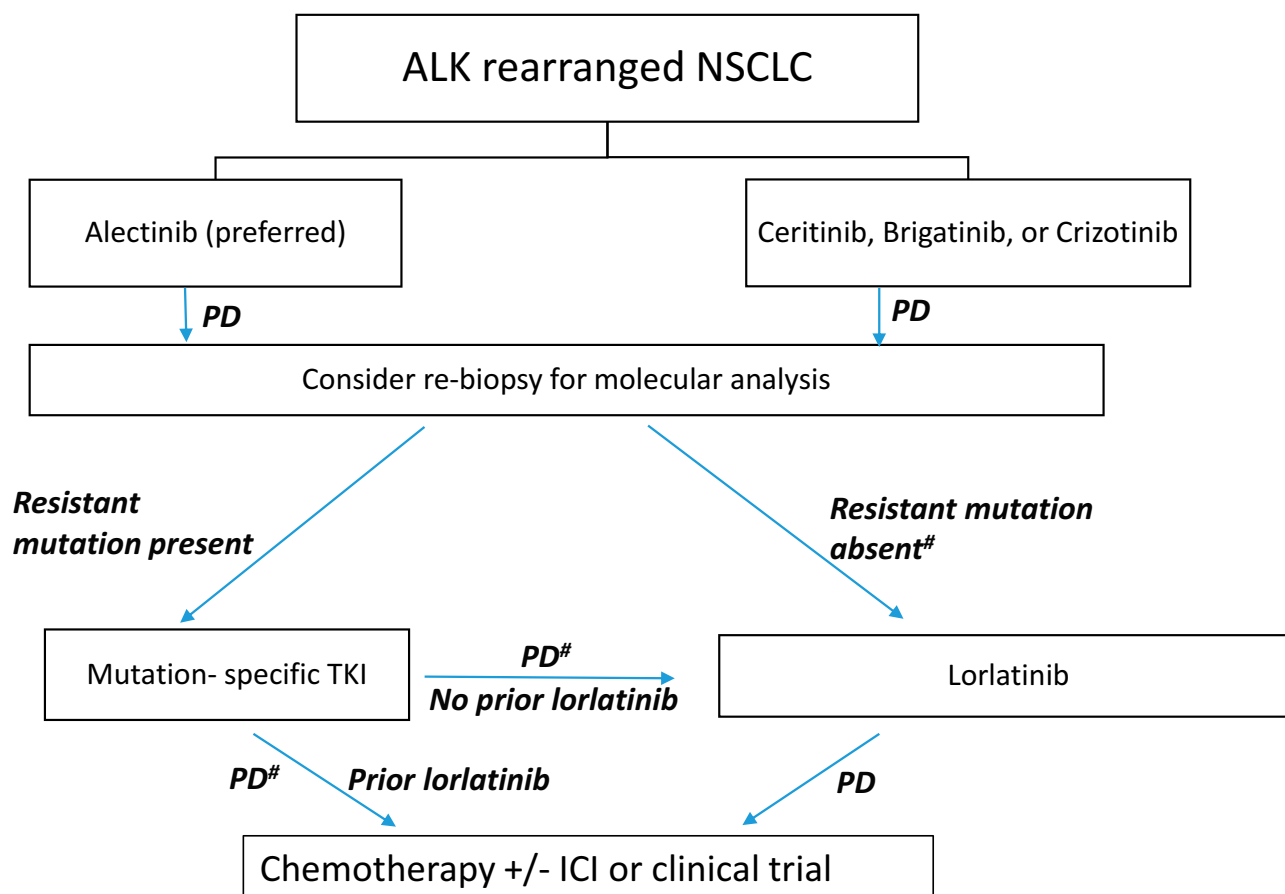 ALK rearranged NSCLC
Alectinib (preferred)
Ceritinib, Brigatinib, or Crizotinib
PD
PD
Consider re-biopsy for molecular analysis
Resistant
mutation present
Resistant mutation
absent#
Mutation- specific TKI
PD#
No prior lorlatinib
Lorlatinib
PD#
Prior lorlatinib
PD
Chemotherapy +/- ICI or clinical trial